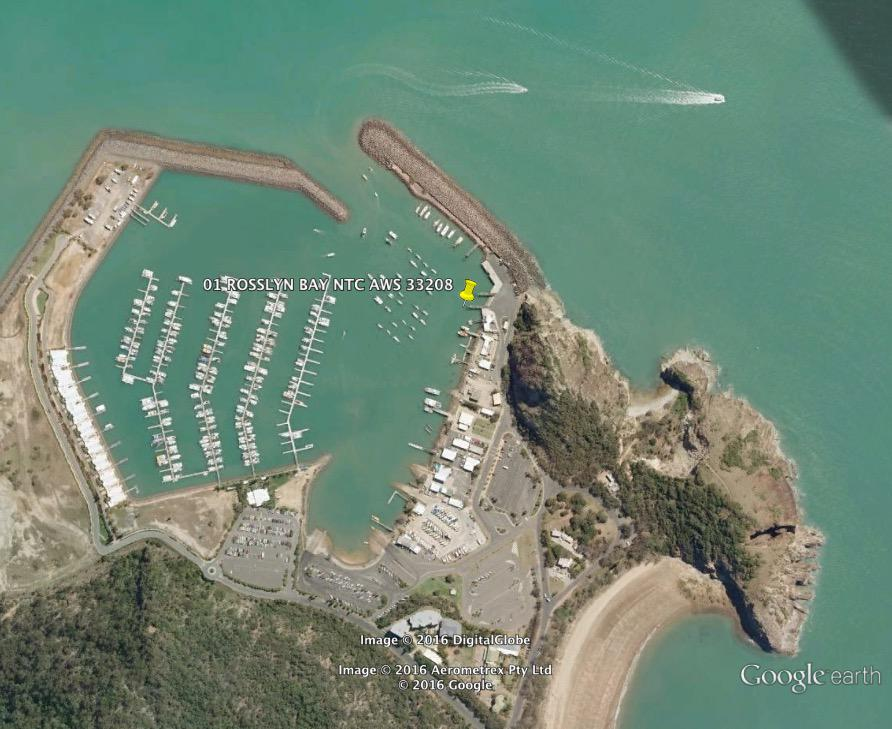 01 ROSSLYN BAY NTC AWS 33208
Image © 2016 DigitalGlobe
Image © 2016 Aerometrex Pty Ltd
© 2016 Google
Google earth